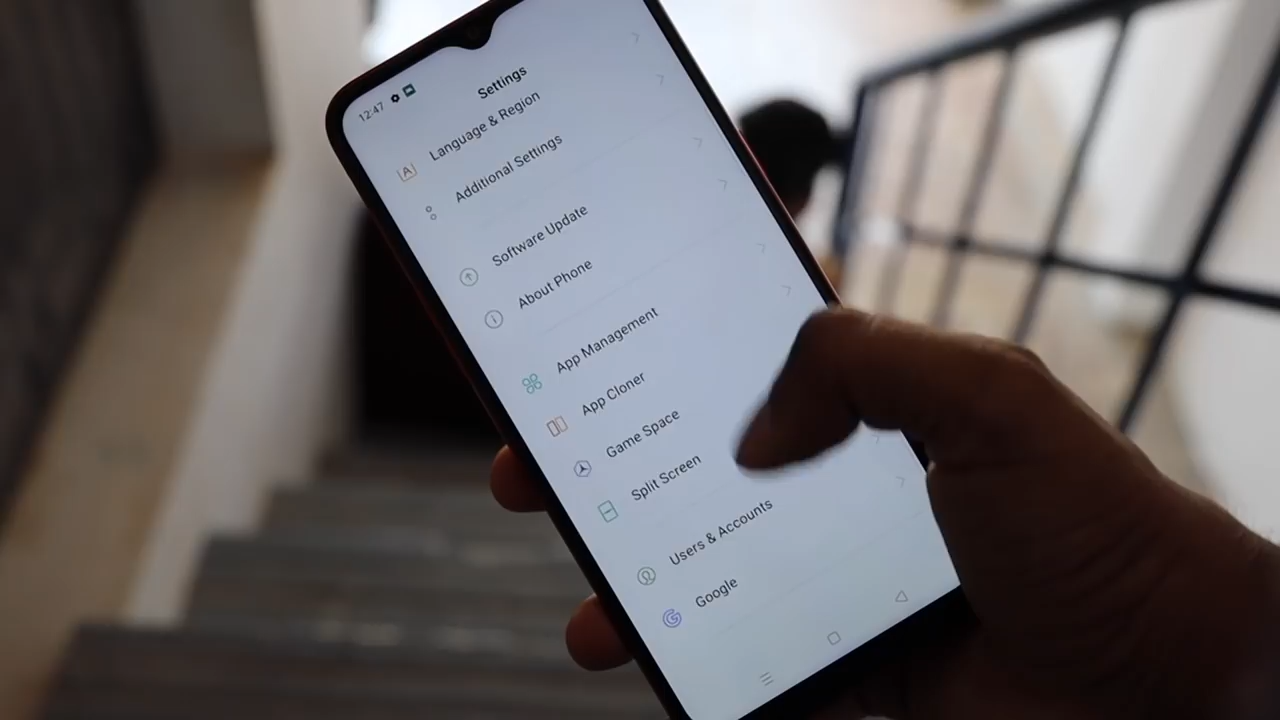 12:47
Settings
Language & Region
Additional Settings
Software Update
About Phone
App Management
App Cloner
Game Space
Split Screen
Users & Accounts
Google